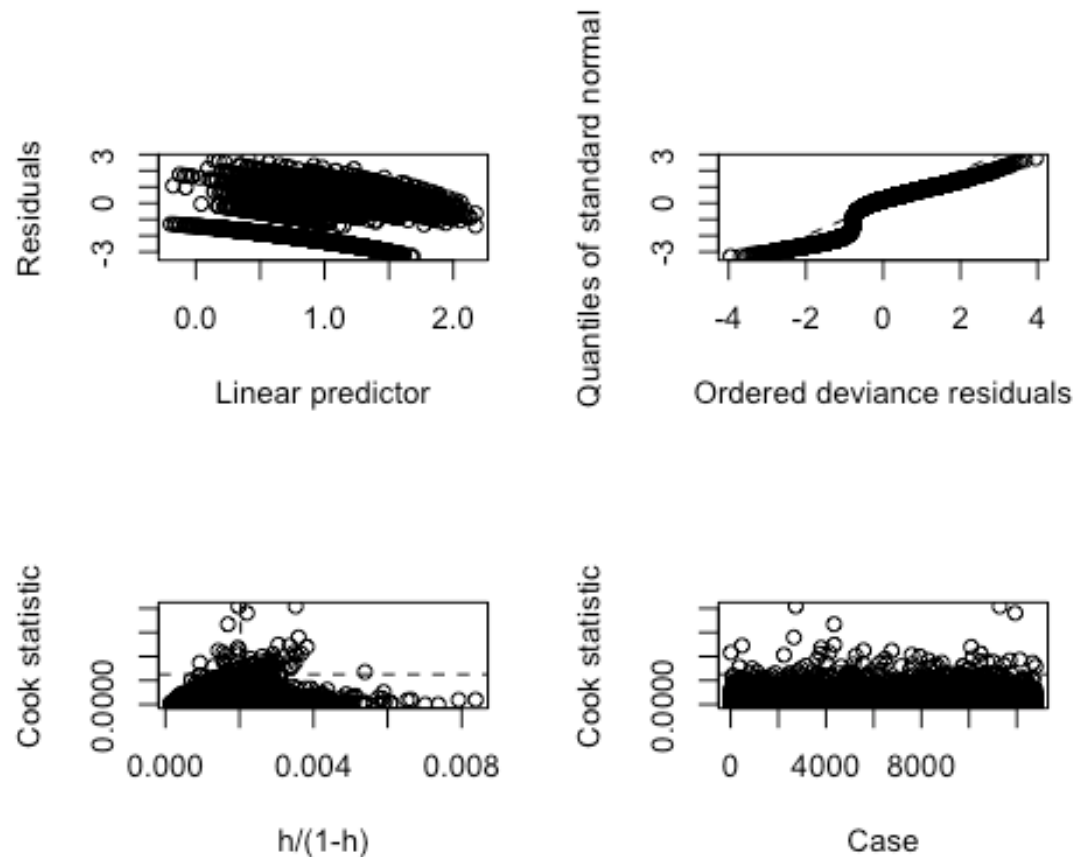 Residuals
3
0
-3
0.0 1.0 2.0
Linear predictor
Quantiles of standard normal
3
0
-3
-4 -2 0 2 4
Ordered deviance residuals
Cook statistic
0.0000
0.000 0.004 0.008
h/(1-h)
Cook statistic
0.0000
0 4000 8000
Case